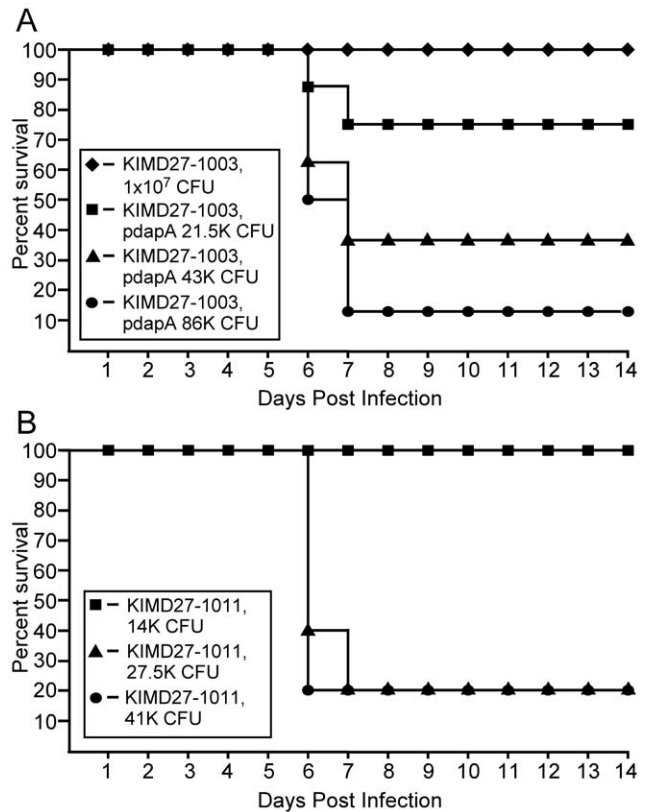 A
100
90
80
70
60
50
40
30
20
10
Percent survival
◆ – KIMD27-1003,
1x10⁷ CFU
■ – KIMD27-1003,
pdapA 21.5K CFU
▲ – KIMD27-1003,
pdapA 43K CFU
● – KIMD27-1003,
pdapA 86K CFU
1 2 3 4 5 6 7 8 9 10 11 12 13 14
Days Post Infection
B
100
90
80
70
60
50
40
30
20
10
Percent survival
■ – KIMD27-1011,
14K CFU
▲ – KIMD27-1011,
27.5K CFU
● – KIMD27-1011,
41K CFU
1 2 3 4 5 6 7 8 9 10 11 12 13 14
Days Post Infection